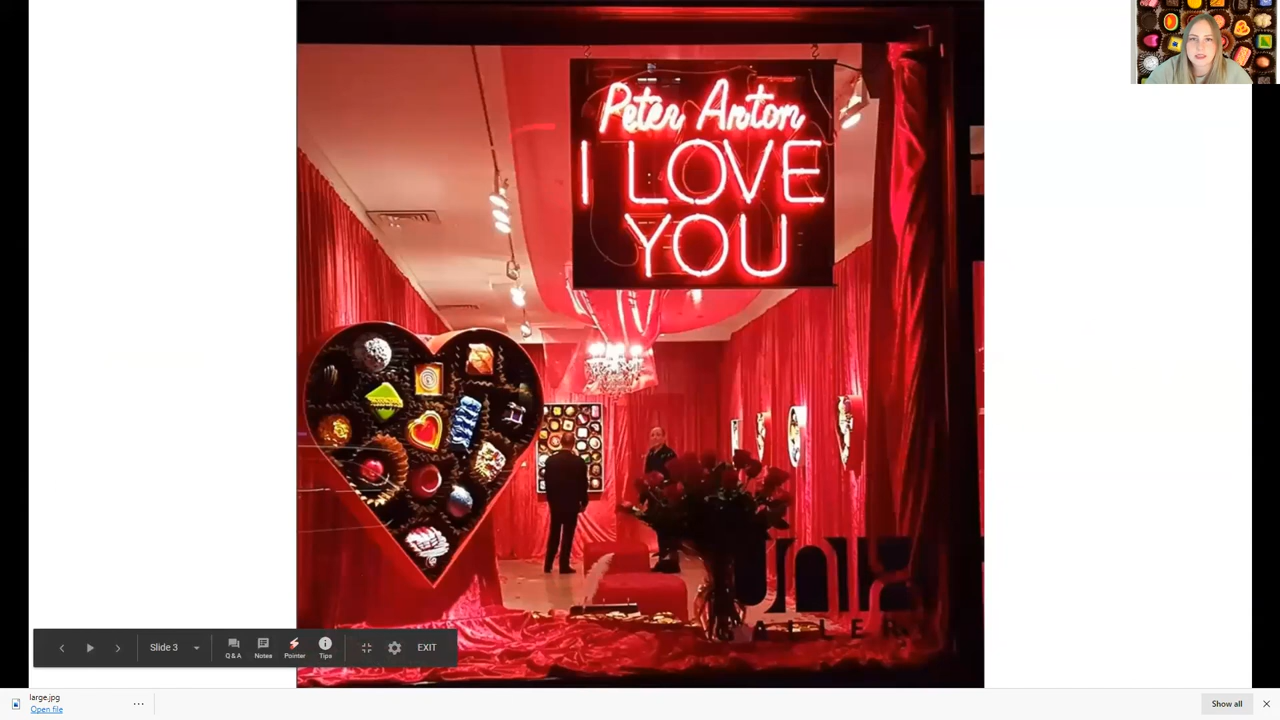 Peter Anton
I LOVE
YOU
Slide 3
Q & A
Notes
Pointer
Tips
EXIT
large.jpg
Open file
Show all